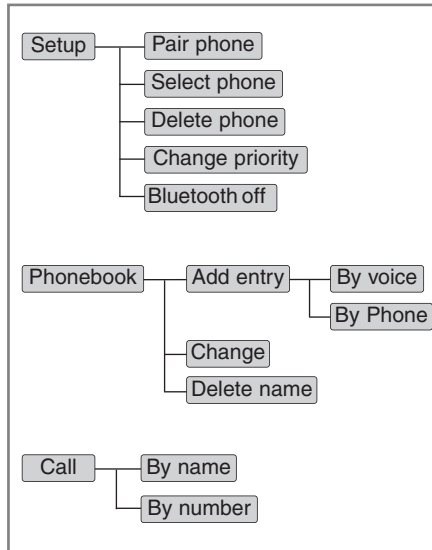 Setup
Pair phone
Select phone
Delete phone
Change priority
Bluetooth off
Phonebook
Add entry
By voice
By Phone
Change
Delete name
Call
By name
By number